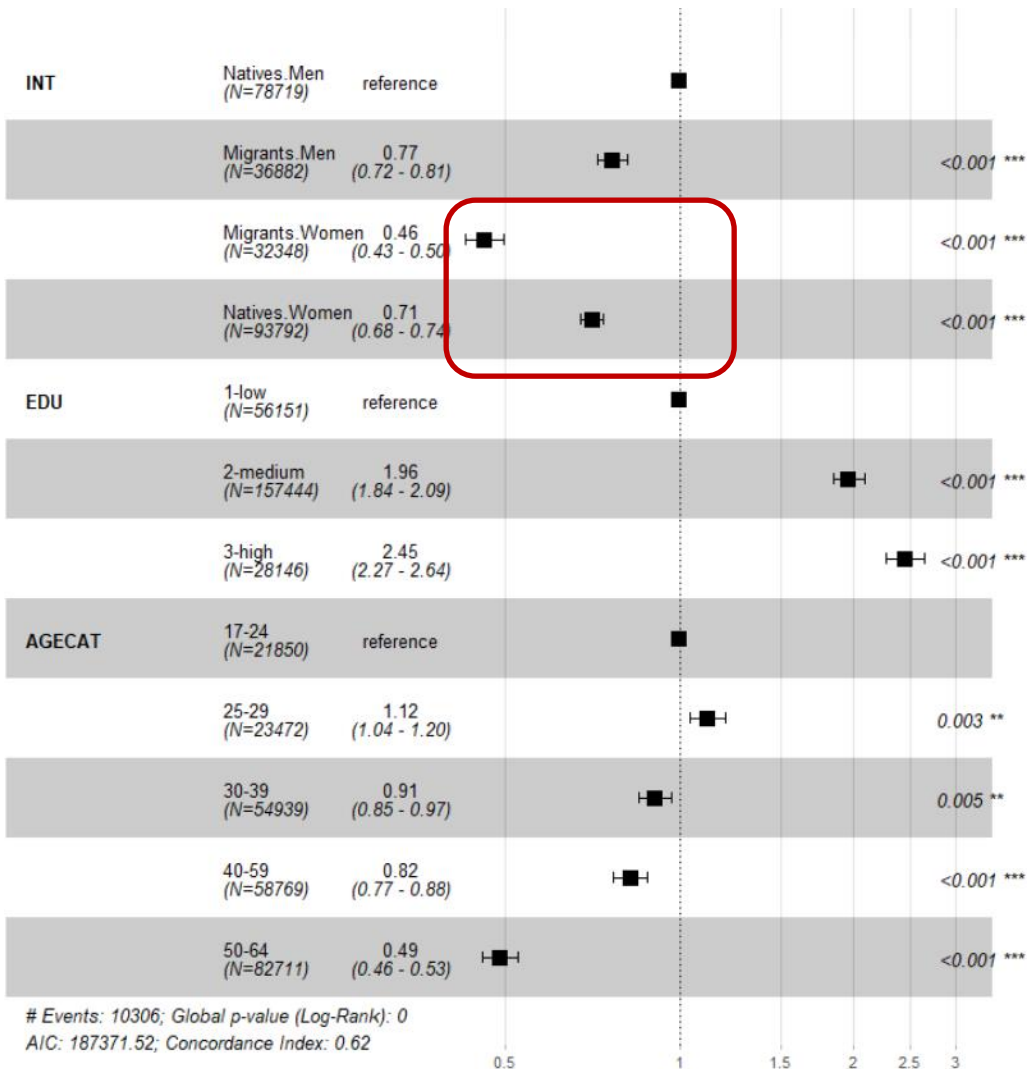 INT
Natives.Men
(N=78719)
reference
Migrants.Men
(N=36882)
0.77
(0.72 - 0.81)
<0.001 ***
Migrants.Women
(N=32348)
0.46
(0.43 - 0.50)
<0.001 ***
Natives.Women
(N=93792)
0.71
(0.68 - 0.74)
<0.001 ***
EDU
1-low
(N=56151)
reference
2-medium
(N=157444)
1.96
(1.84 - 2.09)
<0.001 ***
3-high
(N=28146)
2.45
(2.27 - 2.64)
<0.001 ***
AGECAT
17-24
(N=21850)
reference
25-29
(N=23472)
1.12
(1.04 - 1.20)
0.003 **
30-39
(N=54939)
0.91
(0.85 - 0.97)
0.005 **
40-59
(N=58769)
0.82
(0.77 - 0.88)
<0.001 ***
50-64
(N=82711)
0.49
(0.46 - 0.53)
<0.001 ***
# Events: 10306; Global p-value (Log-Rank): 0
AIC: 187371.52; Concordance Index: 0.62
0.5 1 1.5 2 2.5 3